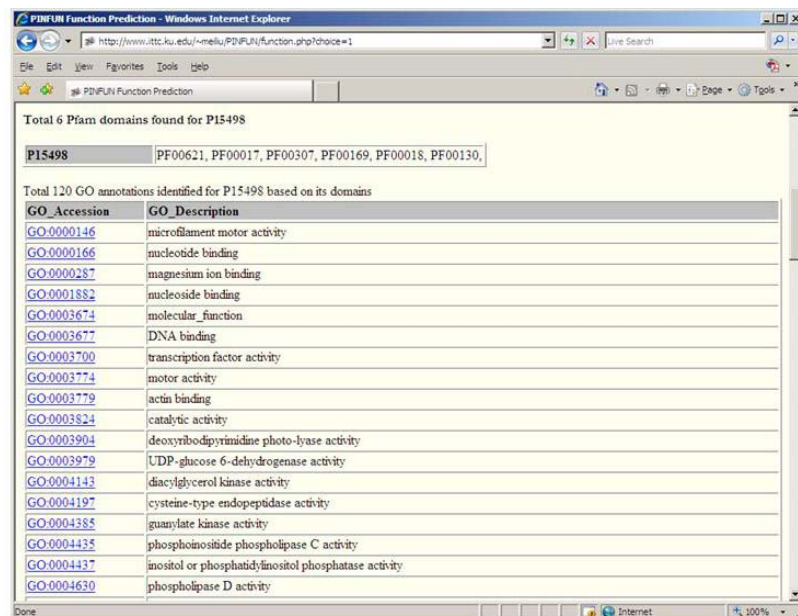 PINFUN Function Prediction - Windows Internet Explorer
http://www.ittc.ku.edu/~meiliu/PINFUN/function.php?choice=1
Live Search
File Edit View Favorites Tools Help
PINFUN Function Prediction
Page Tools
Total 6 Pfam domains found for P15498
P15498 PF00621, PF00017, PF00307, PF00169, PF00018, PF00130,
Total 120 GO annotations identified for P15498 based on its domains
GO_Accession GO_Description
GO:0000146 microfilament motor activity
GO:0000166 nucleotide binding
GO:0000287 magnesium ion binding
GO:0001882 nucleoside binding
GO:0003674 molecular_function
GO:0003677 DNA binding
GO:0003700 transcription factor activity
GO:0003774 motor activity
GO:0003779 actin binding
GO:0003824 catalytic activity
GO:0003904 deoxyribodipyrimidine photo-lyase activity
GO:0003979 UDP-glucose 6-dehydrogenase activity
GO:0004143 diacylglycerol kinase activity
GO:0004197 cysteine-type endopeptidase activity
GO:0004385 guanylate kinase activity
GO:0004435 phosphoinositide phospholipase C activity
GO:0004437 inositol or phosphatidylinositol phosphatase activity
GO:0004630 phospholipase D activity
Done Internet 100%